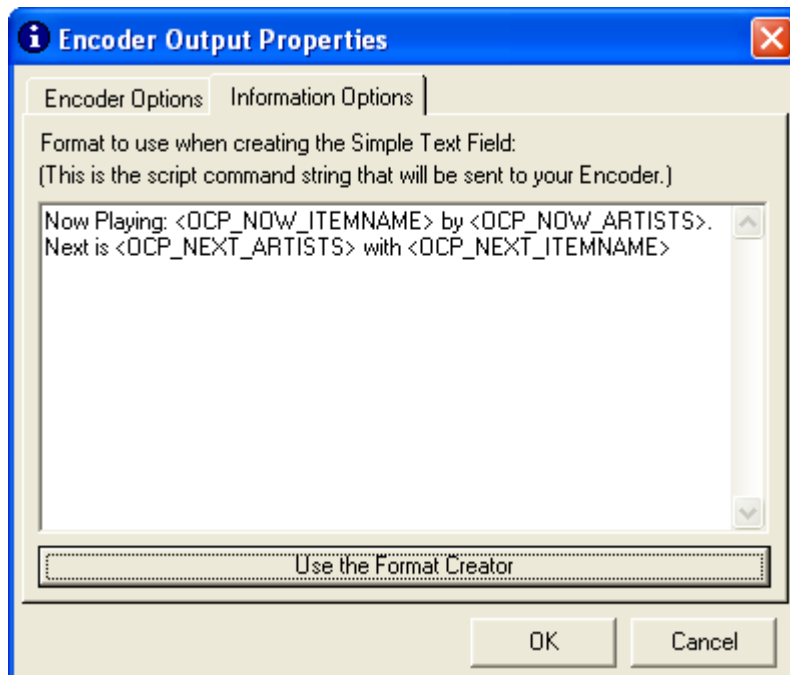 Encoder Output Properties
Encoder Options
Information Options
Format to use when creating the Simple Text Field:
(This is the script command string that will be sent to your Encoder.)
Now Playing: <OCP_NOW_ITEMNAME> by <OCP_NOW_ARTISTS>.
Next is <OCP_NEXT_ARTISTS> with <OCP_NEXT_ITEMNAME>
Use the Format Creator
OK
Cancel